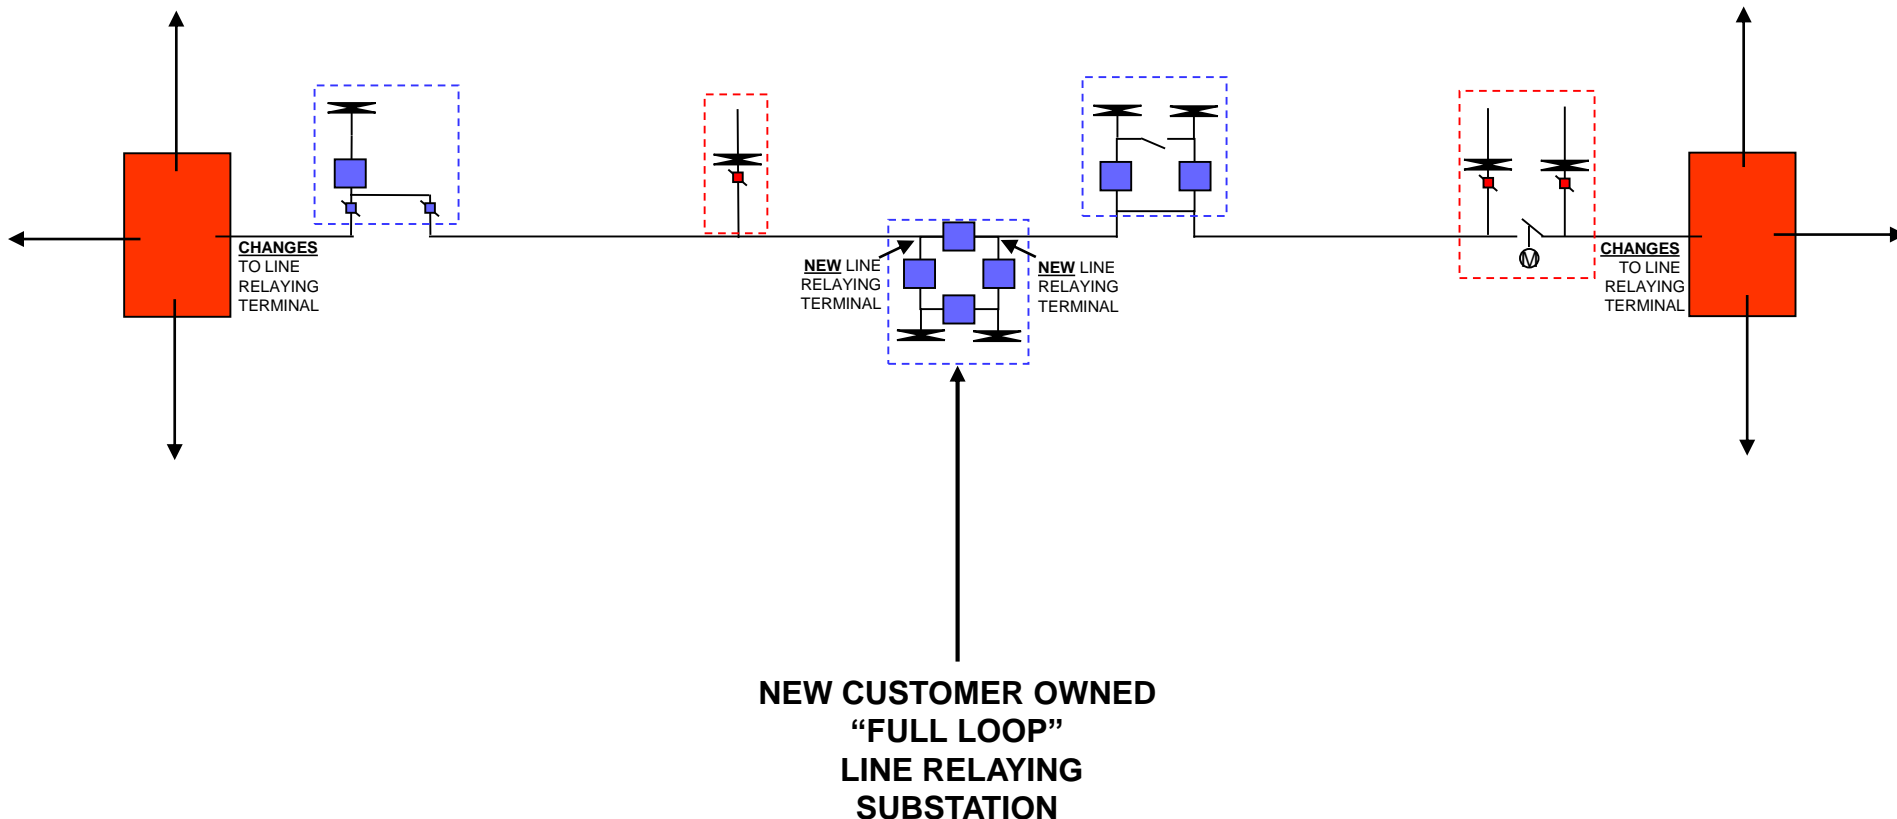 CHANGES
TO LINE
RELAYING
TERMINAL
NEW LINE
RELAYING
TERMINAL
NEW LINE
RELAYING
TERMINAL
M
CHANGES
TO LINE
RELAYING
TERMINAL
NEW CUSTOMER OWNED
“FULL LOOP”
LINE RELAYING
SUBSTATION